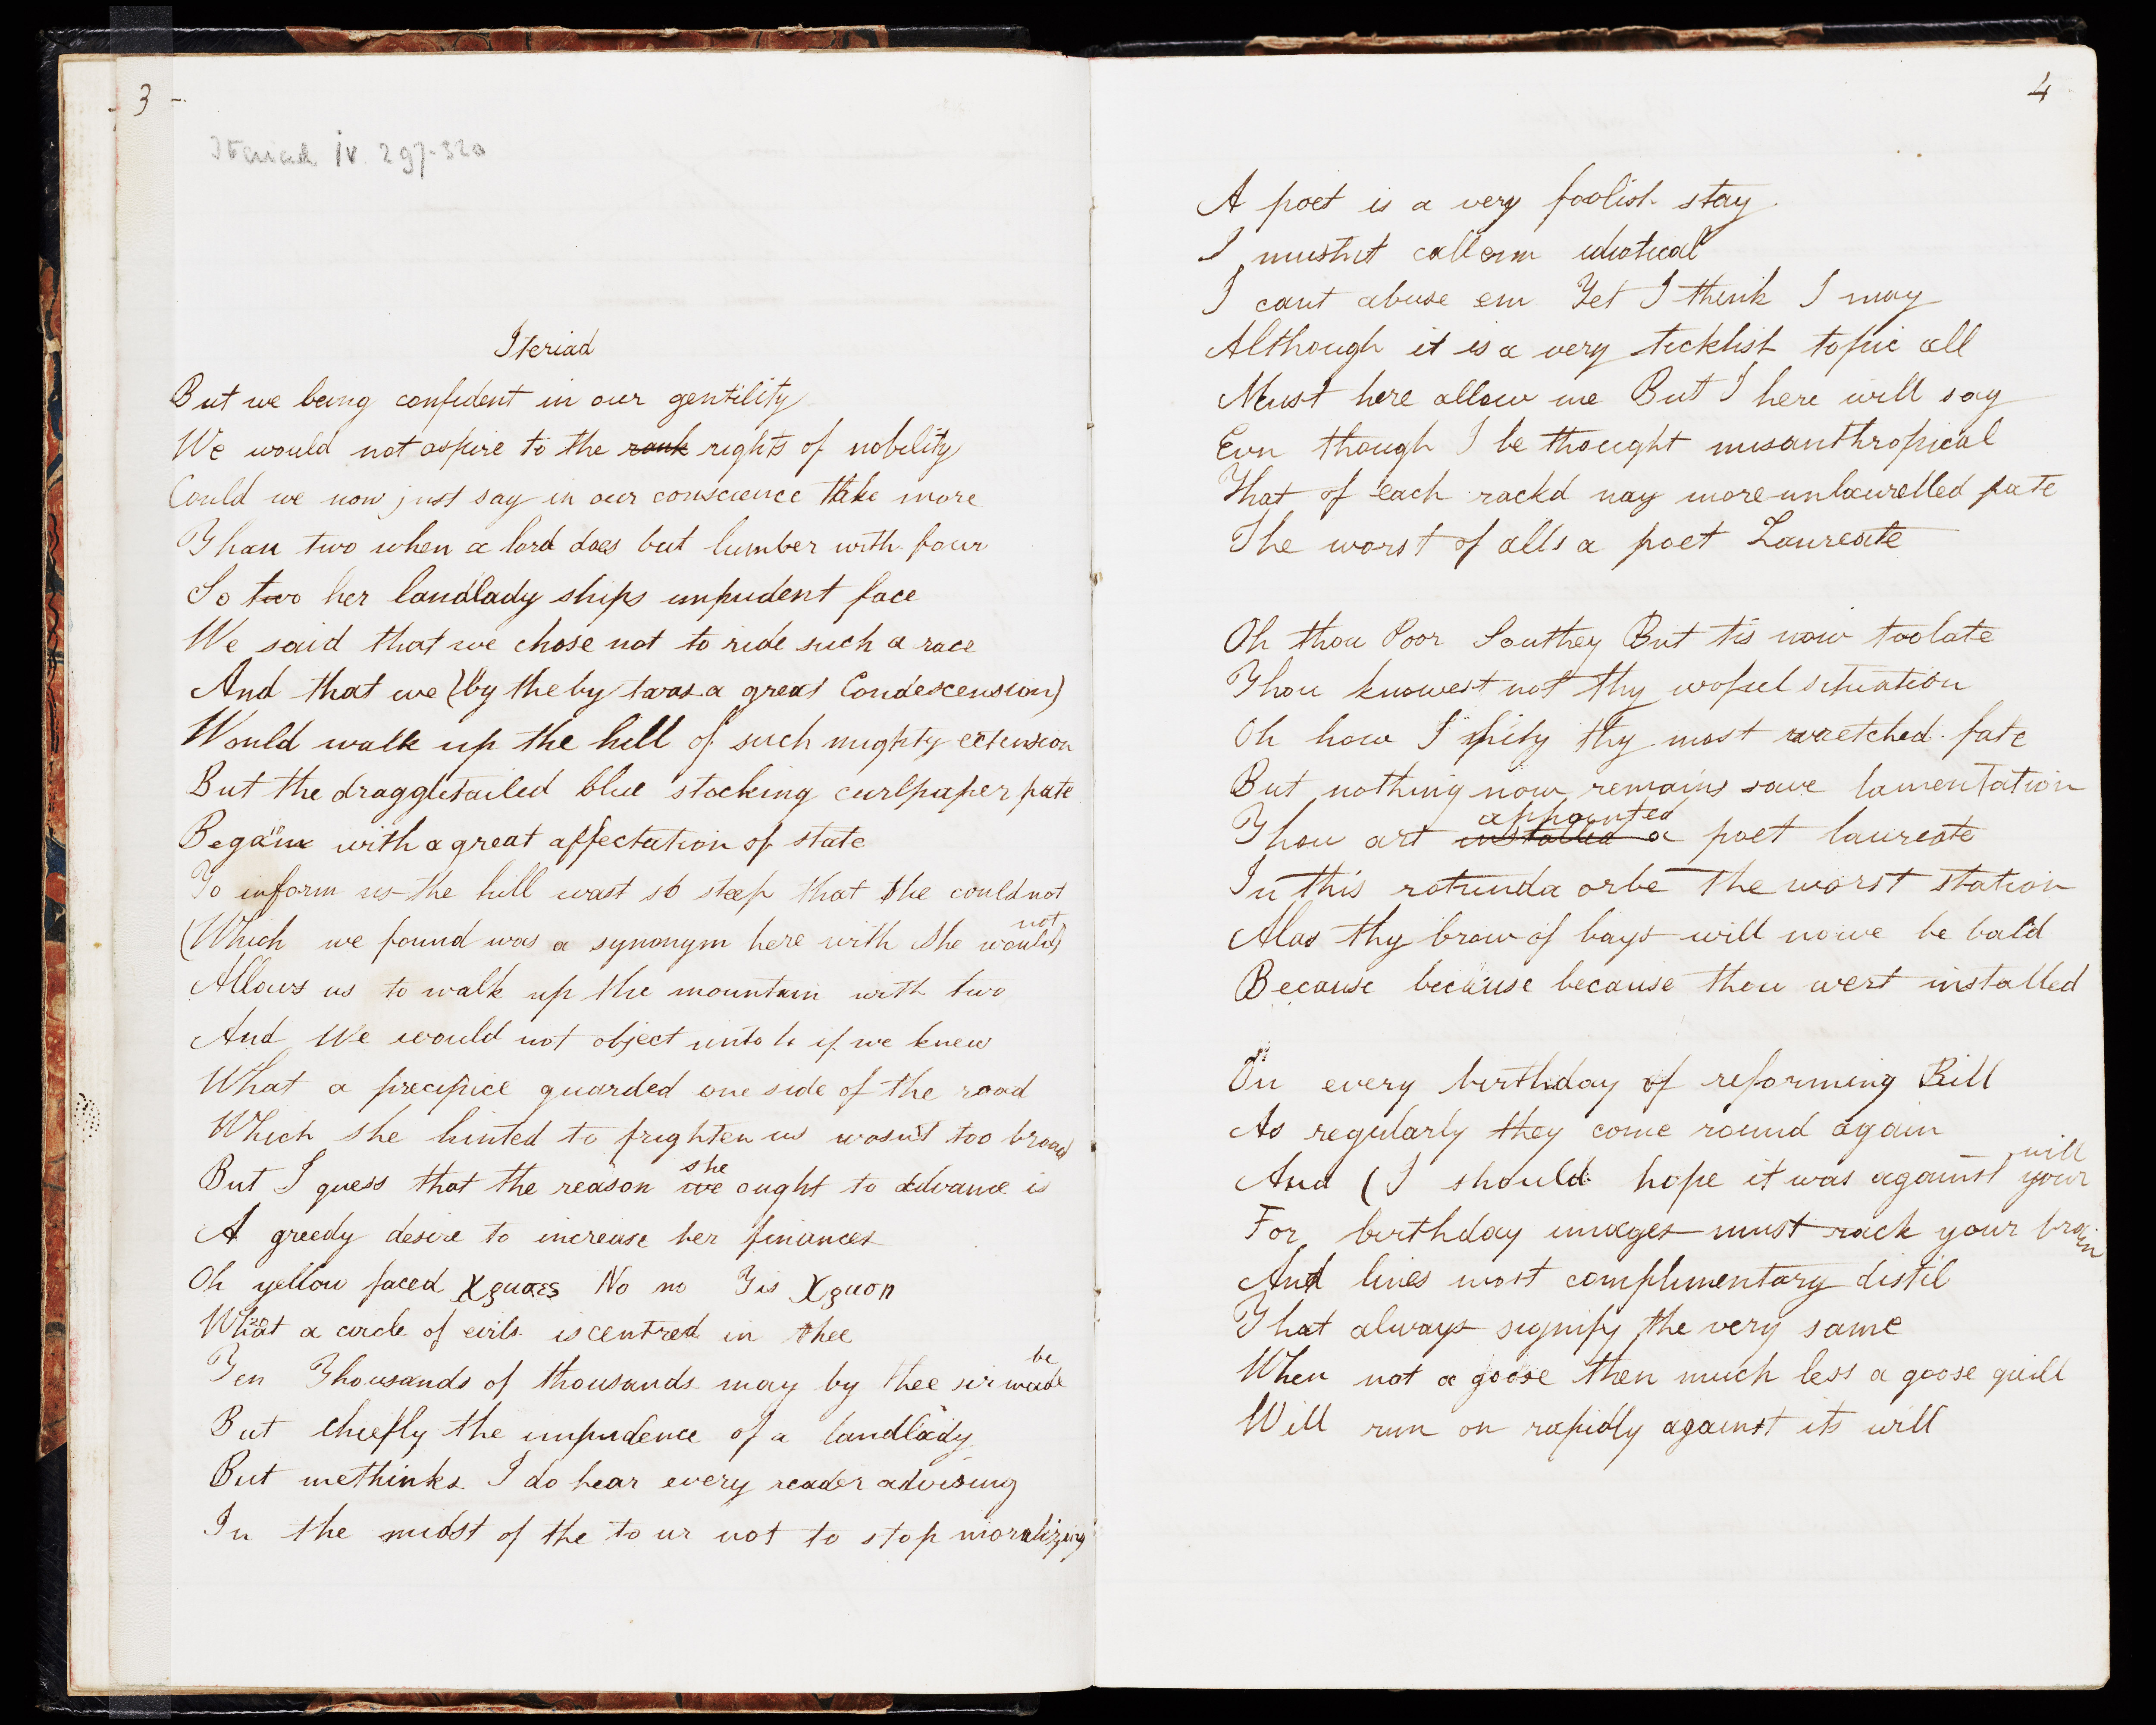 3
Iteriad iv. 297-320
Iteriad
But we being confident in our gentility
We would not aspire to the rank rights of nobility
Could we now just say in our conscience take more
Than two when a lord does but lumber with four
So two her landlady ships impudent face
We said that we chose not to ride such a race
And that we (by the by twas a great Condescension)
Would walk up the hill of such mighty extension
But the draggletailed blue stocking curlpaper pate
Began with a great affectation of state
To inform us the hill wast so steep that she could not
(Which we found was a synonym here with She would not)
Allows us to walk up the mountain with two
And We would not object unto if we knew
What a precipice guarded one side of the road
Which she hinted to frighten us wasnt too broad
But I guess that the reason we she ought to advance is
A greedy desire to increase her finances
Oh yellow faced No no Tis
What a circle of evils is centred in thee
Ten Thousands of thousands may by thee sir be made
But chiefly the impudence of a landlady
But methinks I do hear every reader advising
In the midst of the tour not to stop moralizing
4
A poet is a very foolish stay
I mustnt call em idiotical
I cant abuse em Yet I think I may
Although it is a very ticklish topic all
Must here allow me But I here will say
Evn though I be thought misanthropical
That of each rackd nay more unlaurelled pate
The worst of alls a poet Laureate
Oh thou Poor Southey But tis now toolate
Thou knowest not thy wofuel situation
Oh how I pity thy most wretched fate
But nothing now remains save lamentation
Thou art installed appointed a poet laureate
In this rotunda orbe the worst station
Alas thy brow of bays will nowe be bald
Because because because thou wert installed
On every birthday of reforming Bill
As regularly they come round again
And (I should hope it was against your will
For birthday images must rack your brain
And lines most complimentary distil
That always signify the very same
When not a goose then much less a goose quill
Will run on rapidly against its will